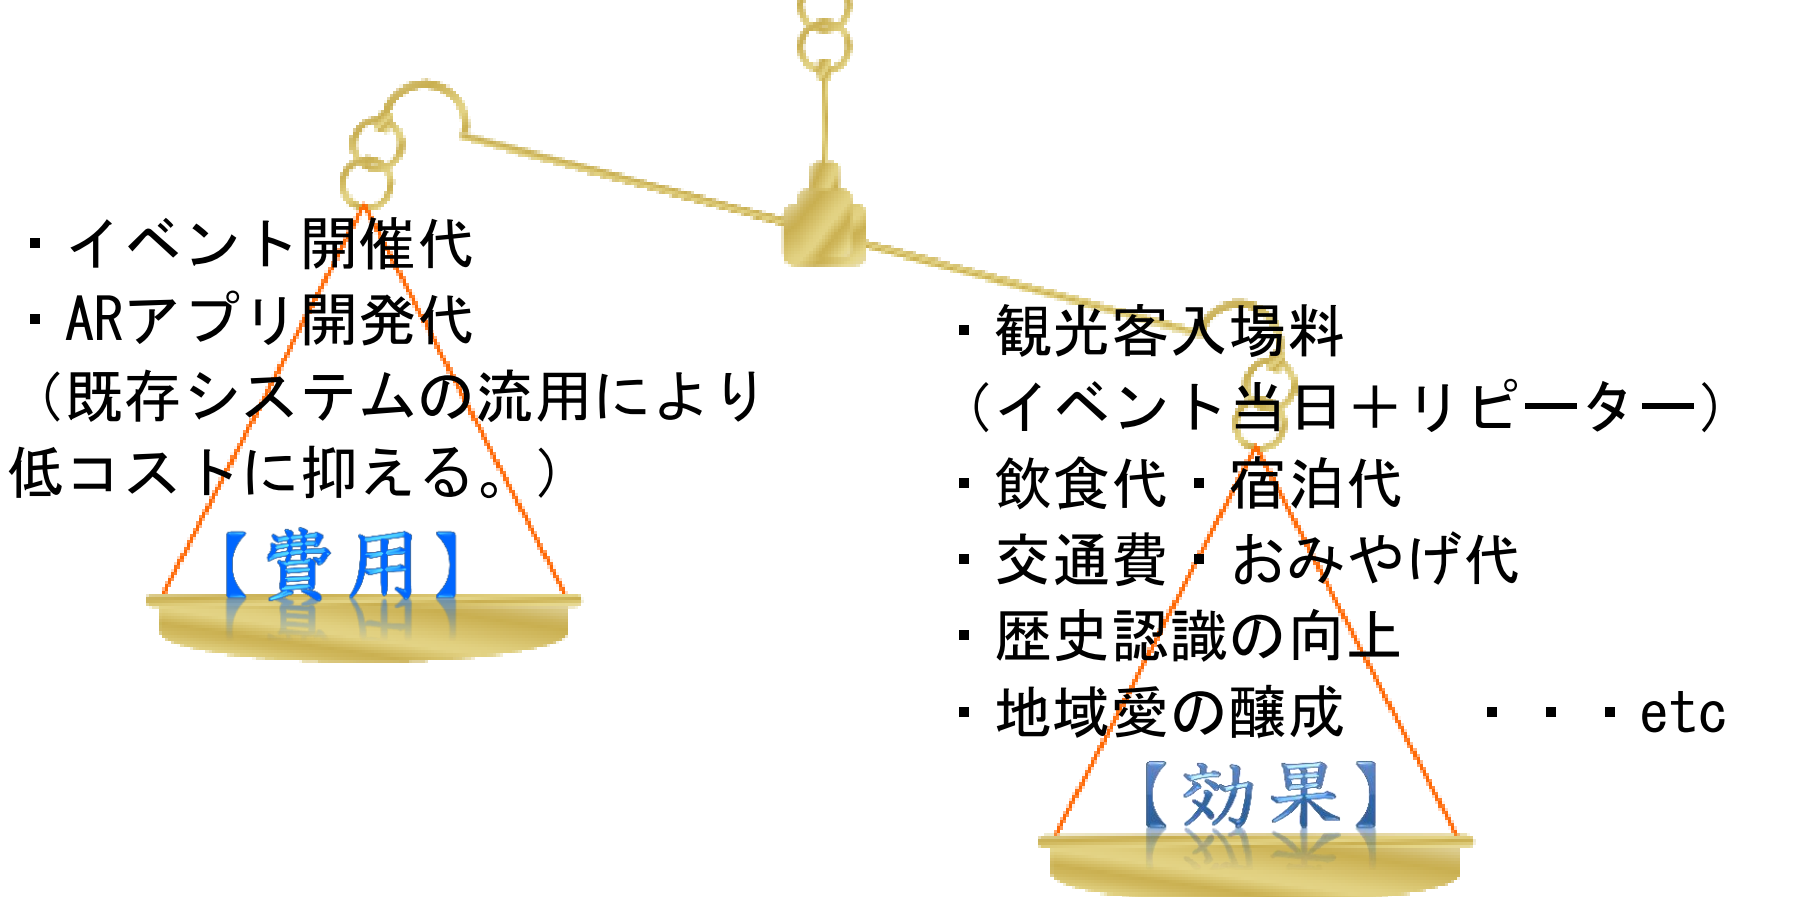 ・イベント開催代
・ARアプリ開発代
（既存システムの流用により
低コストに抑える。）
【費用】
・観光客入場料
（イベント当日＋リピーター）
・飲食代・宿泊代
・交通費・おみやげ代
・歴史認識の向上
・地域愛の醸成　　・・・etc
【効果】